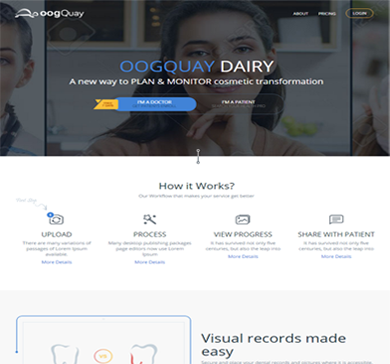 oogQuay
ABOUT
PRICING
LOGIN
OOGQUAY DAIRY
A new way to PLAN & MONITOR cosmetic transformation
I'M A DOCTOR
I'M A PATIENT
How it Works?
Our Workflow that makes your service get better
UPLOAD
There are many variations of
passages of Lorem Ipsum
available.
More Details
PROCESS
Many desktop publishing packages
page editors now use Lorem
Ipsum
More Details
VIEW PROGRESS
It has survived not only five
centuries, but also the leap into
More Details
SHARE WITH PATIENT
It has survived not only five
centuries, but also the leap into
More Details
VS
Visual records made
easy